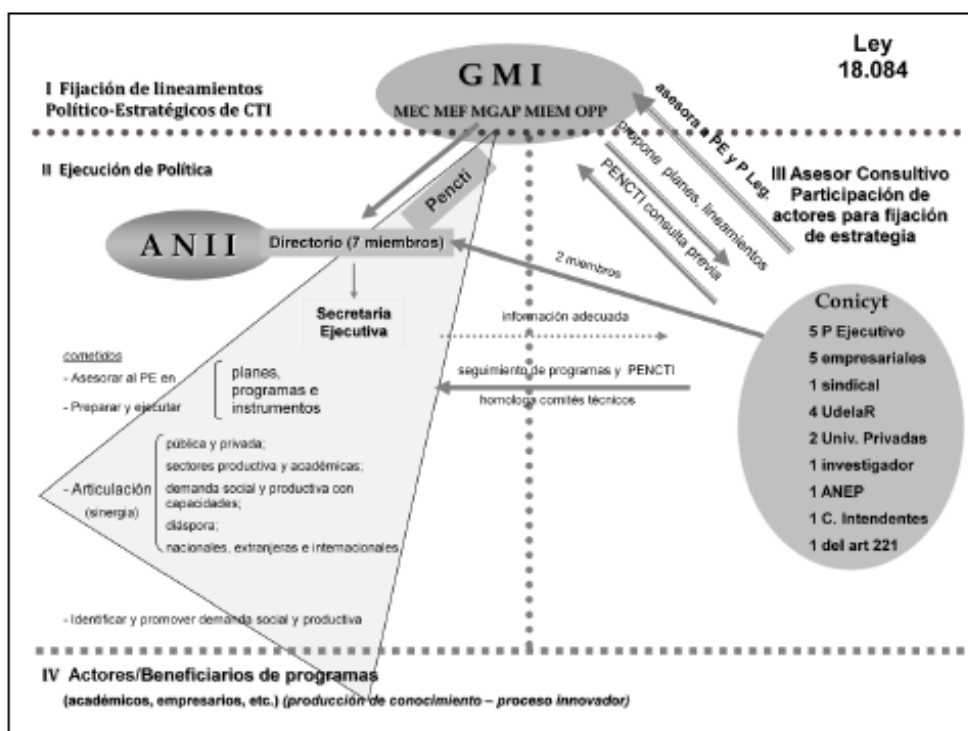 Ley
18.084
G M I
MEC MEF MGAP MIEM OPP
I Fijación de lineamientos
Político-Estratégicos de CTI
II Ejecución de Política
Pencti
asesora a PE y P Leg.
propone planes, lineamientos
PENCTI consulta previa
III Asesor Consultivo
Participación de
actores para fijación
de estrategia
A N I I
Directorio (7 miembros)
2 miembros
Secretaria
Ejecutiva
información adecuada
seguimiento de programas y PENCTI
homologa comités técnicos
Conicyt
5 P Ejecutivo
5 empresariales
1 sindical
4 UdelaR
2 Univ. Privadas
1 investigador
1 ANEP
1 C. Intendentes
1 del art 221
cometidos
- Asesorar al PE en
- Preparar y ejecutar
planes,
programas e
instrumentos
- Articulación
(sinergia)
pública y privada;
sectores productiva y académicas;
demanda social y productiva con
capacidades;
diáspora;
nacionales, extranjeras e internacionales
- Identificar y promover demanda social y productiva
IV Actores/Beneficiarios de programas
(académicos, empresarios, etc.) (producción de conocimiento – proceso innovador)